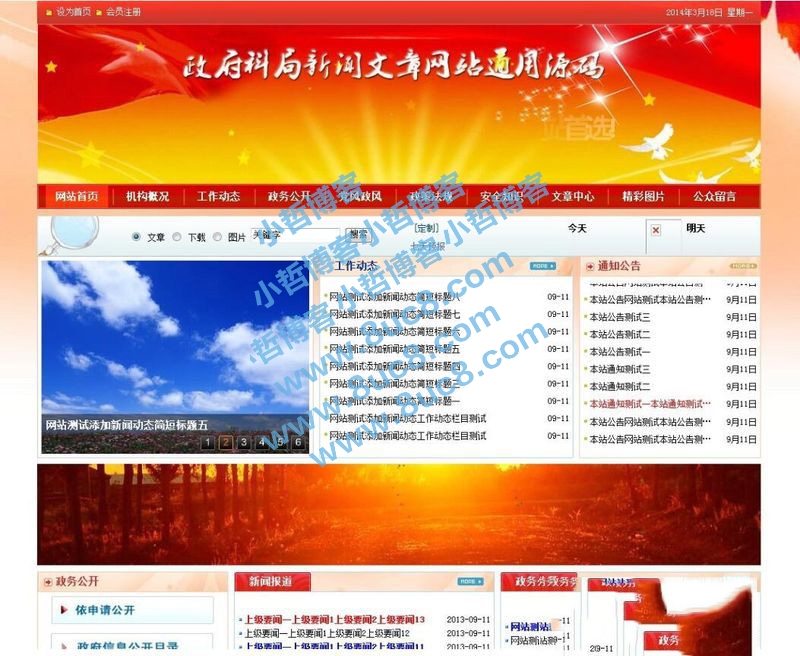 设为首页 会员注册 2014年3月18日 星期一
政府科局新闻文章网站通用源码
站首选
网站首页 机构概况 工作动态 政务公开 党风政风 政策法规 安全知识 文章中心 精彩图片 公众留言
文章 下载 图片 关键字 搜索 [定制] 今天 明天
七天预报
工作动态 MORE
通知公告 MORE
网站测试添加新闻动态简短标题八 09-11
网站测试添加新闻动态简短标题七 09-11
网站测试添加新闻动态简短标题六 09-11
网站测试添加新闻动态简短标题五 09-11
网站测试添加新闻动态简短标题四 09-11
网站测试添加新闻动态简短标题三 09-11
网站测试添加新闻动态简短标题一 09-11
网站测试添加新闻动态工作动态栏目测试 09-11
网站测试添加新闻动态工作动态栏目测试 09-11
本站公告网站测试本站公告测… 9月11日
本站公告网站测试本站公告测… 9月11日
本站公告测试三 9月11日
本站公告测试二 9月11日
本站公告测试一 9月11日
本站通知测试三 9月11日
本站通知测试二 9月11日
本站通知测试一本站通知测试… 9月11日
本站公告网站测试本站公告测… 9月11日
本站公告网站测试本站公告测… 9月11日
网站测试添加新闻动态简短标题五
1 2 3 4 5 6
小哲博客小哲博客小哲博客
小哲博客 www.8uc8.com
小哲博客 www.8uc8.com
www.8uc8.com
政务公开
依申请公开
政府信息公开目录
新闻报道 MORE
上级要闻一上级要闻1上级要闻2上级要闻13 2013-09-11
上级要闻一上级要闻1上级要闻2上级要闻12 2013-09-11
上级要闻一上级要闻1上级要闻2上级要闻11 2013-09-11
政务务政务务
网站测站
网站测站测
政务